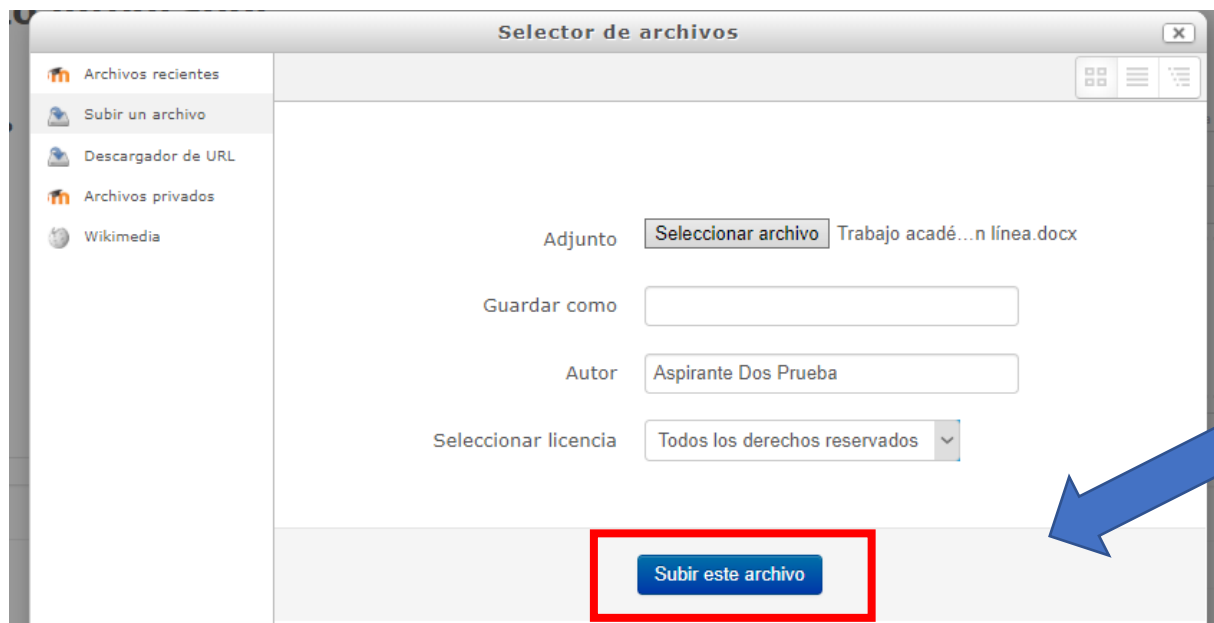 Selector de archivos
Archivos recientes
Subir un archivo
Descargador de URL
Archivos privados
Wikimedia
Adjunto Seleccionar archivo Trabajo acadé...n línea.docx
Guardar como
Autor Aspirante Dos Prueba
Seleccionar licencia Todos los derechos reservados
Subir este archivo